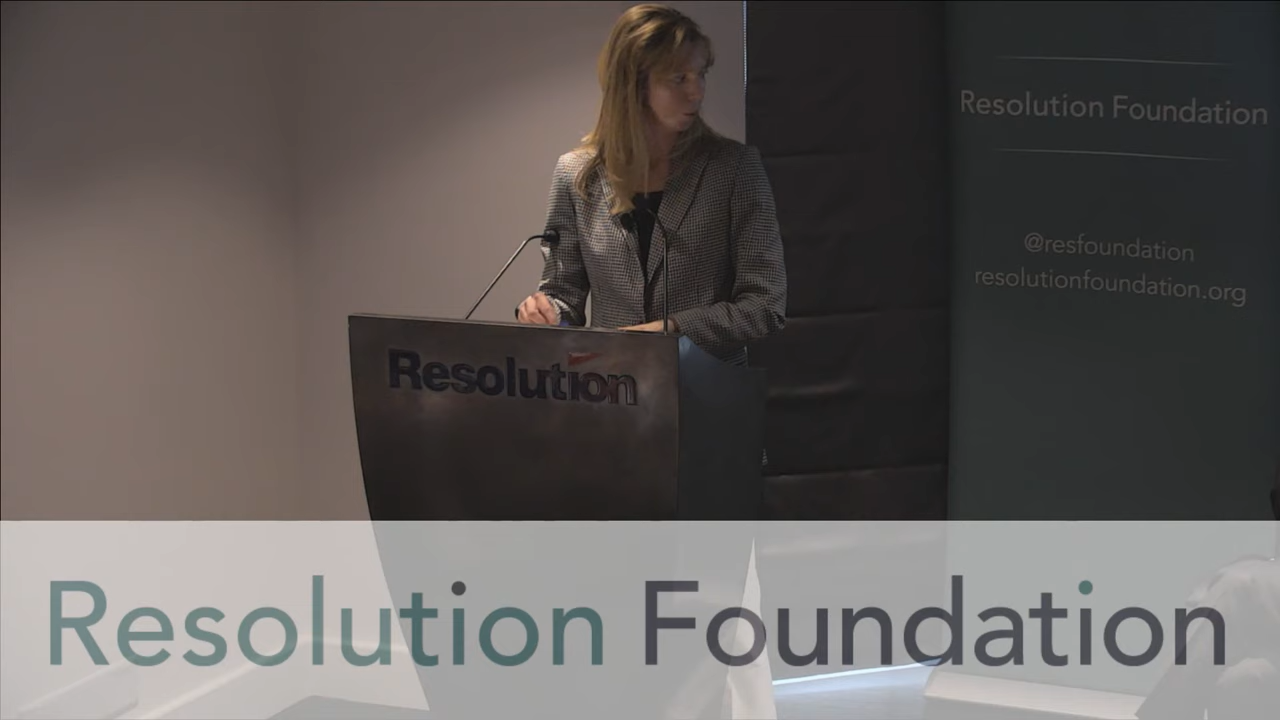 Resolution Foundation
@resfoundation
resolutionfoundation.org
Resolution
Resolution Foundation